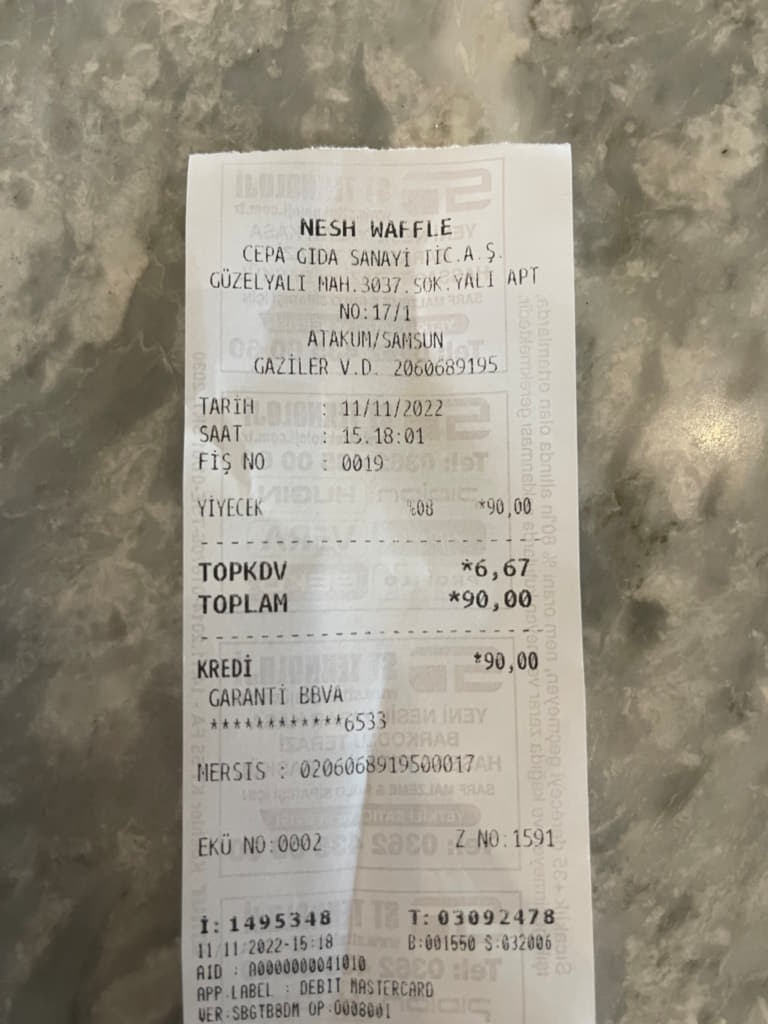 NESH WAFFLE
CEPA GIDA SANAYİ TİC.A.Ş.
GÜZELYALI MAH.3037.SOK.YALI APT
NO:17/1
ATAKUM/SAMSUN
GAZİLER V.D. 2060689195
TARİH : 11/11/2022
SAAT : 15.18:01
FİŞ NO : 0019
YİYECEK %08 *90,00
TOPKDV *6,67
TOPLAM *90,00
KREDİ *90,00
GARANTİ BBVA
************6533
MERSIS : 0206068919500017
EKÜ NO:0002 Z NO:1591
İ: 1495348 T: 03092478
11/11/2022-15:18 B:001550 S:032006
AID : A0000000041010
APP.LABEL : DEBIT MASTERCARD
VER:SBGTB8DM OP:0008001